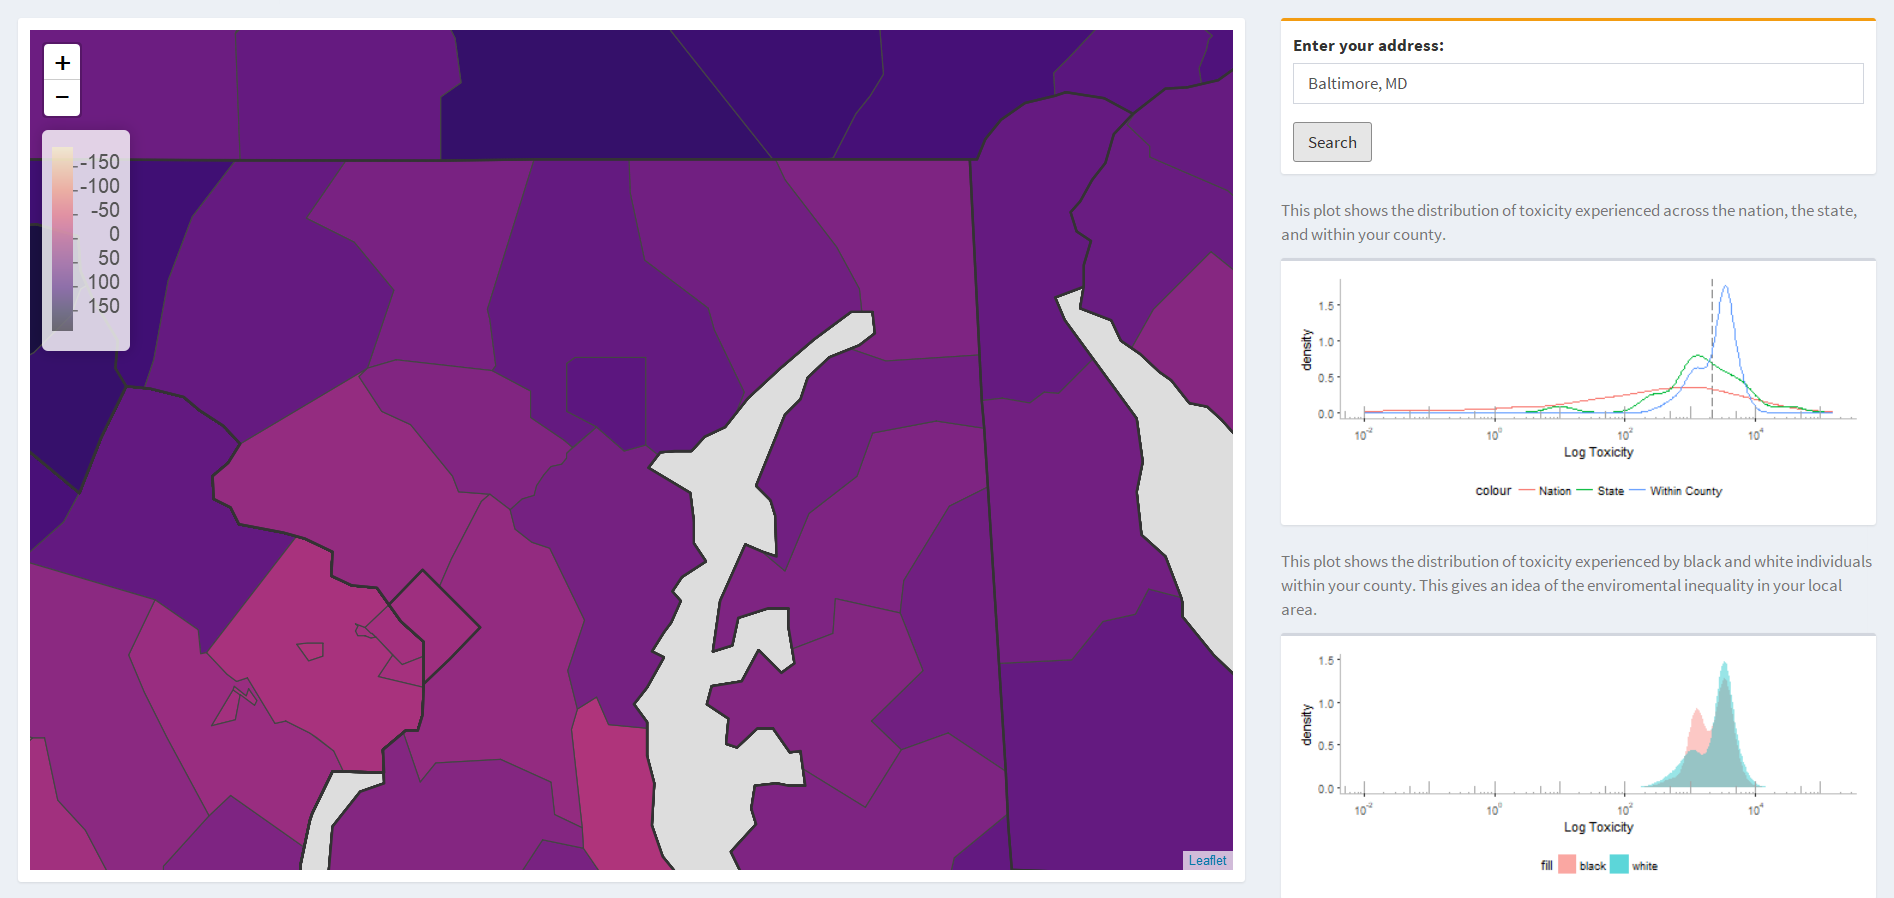 +
−
-150
-100
-50
0
50
100
150
Leaflet
Enter your address:
Baltimore, MD
Search
This plot shows the distribution of toxicity experienced across the nation, the state,
and within your county.
density
1.5
1.0
0.5
0.0
10^-2 10^0 10^2 10^4
Log Toxicity
colour Nation State Within County
This plot shows the distribution of toxicity experienced by black and white individuals
within your county. This gives an idea of the enviromental inequality in your local
area.
density
1.5
1.0
0.5
0.0
10^-2 10^0 10^2 10^4
Log Toxicity
fill black white